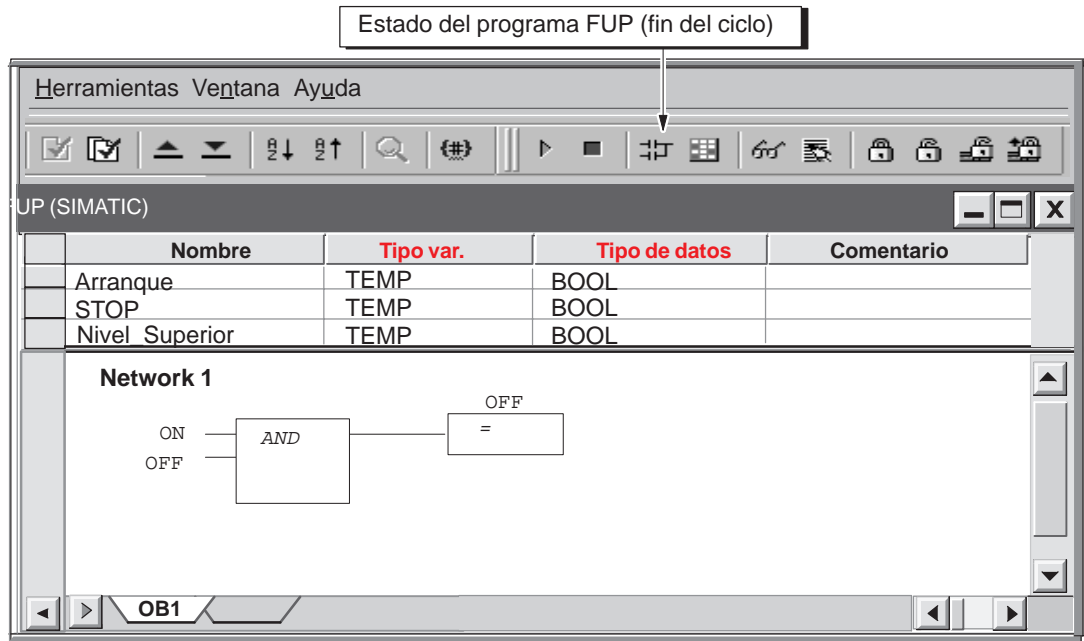 Estado del programa FUP (fin del ciclo)
Herramientas Ventana Ayuda
FUP (SIMATIC)
Nombre Tipo var. Tipo de datos Comentario
Arranque TEMP BOOL
STOP TEMP BOOL
Nivel_Superior TEMP BOOL
Network 1
OFF
ON AND =
OFF
OB1